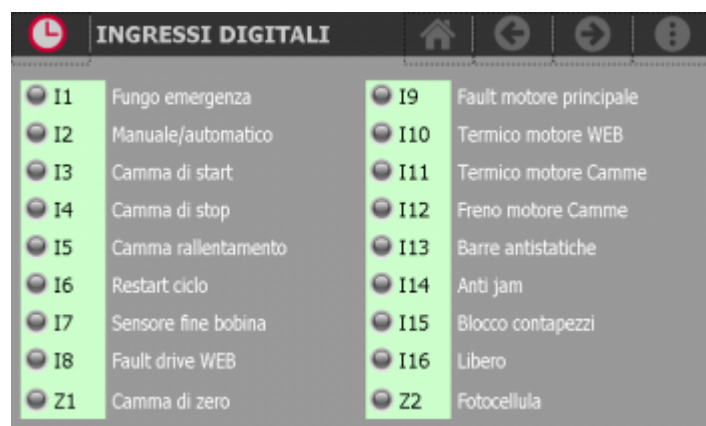 INGRESSI DIGITALI
I1 Fungo emergenza
I2 Manuale/automatico
I3 Camma di start
I4 Camma di stop
I5 Camma rallentamento
I6 Restart ciclo
I7 Sensore fine bobina
I8 Fault drive WEB
Z1 Camma di zero
I9 Fault motore principale
I10 Termico motore WEB
I11 Termico motore Camme
I12 Freno motore Camme
I13 Barre antistatiche
I14 Anti jam
I15 Blocco contapezzi
I16 Libero
Z2 Fotocellula